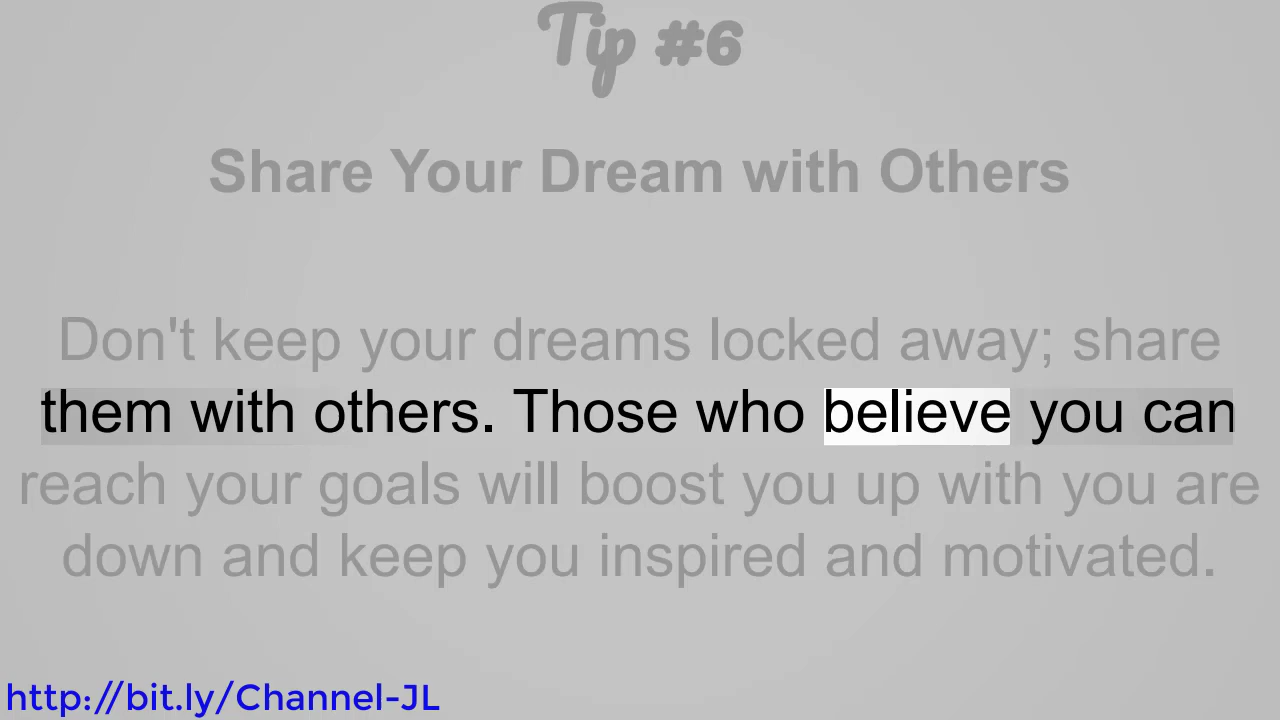 Tip #6
Share Your Dream with Others
Don't keep your dreams locked away; share
them with others. Those who believe you can
reach your goals will boost you up with you are
down and keep you inspired and motivated.
http://bit.ly/Channel-JL